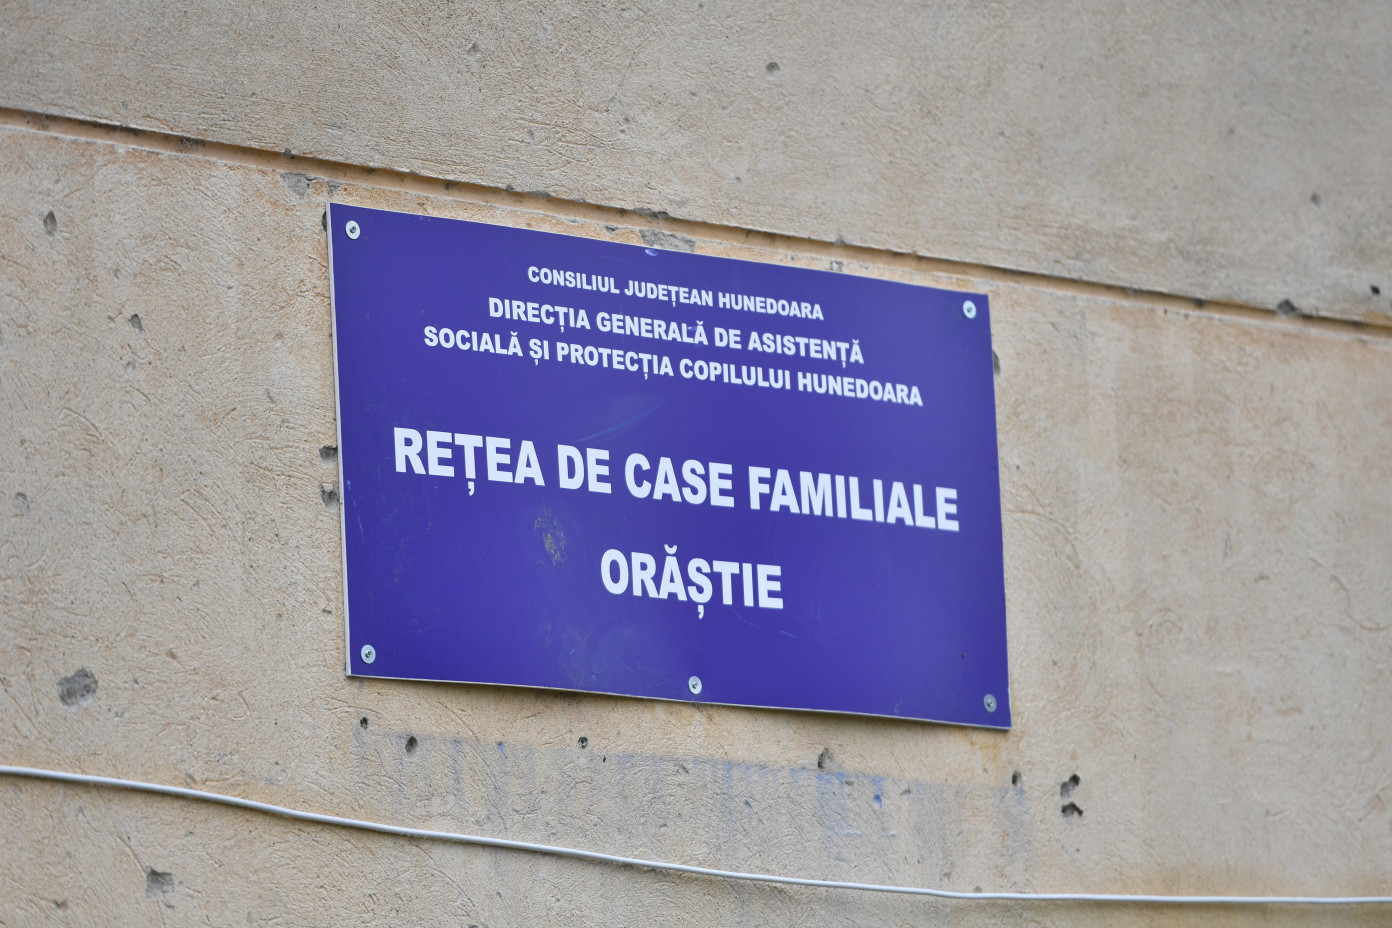 CONSILIUL JUDEȚEAN HUNEDOARA
DIRECȚIA GENERALĂ DE ASISTENȚĂ
SOCIALĂ ȘI PROTECȚIA COPILULUI HUNEDOARA
REȚEA DE CASE FAMILIALE
ORĂȘTIE